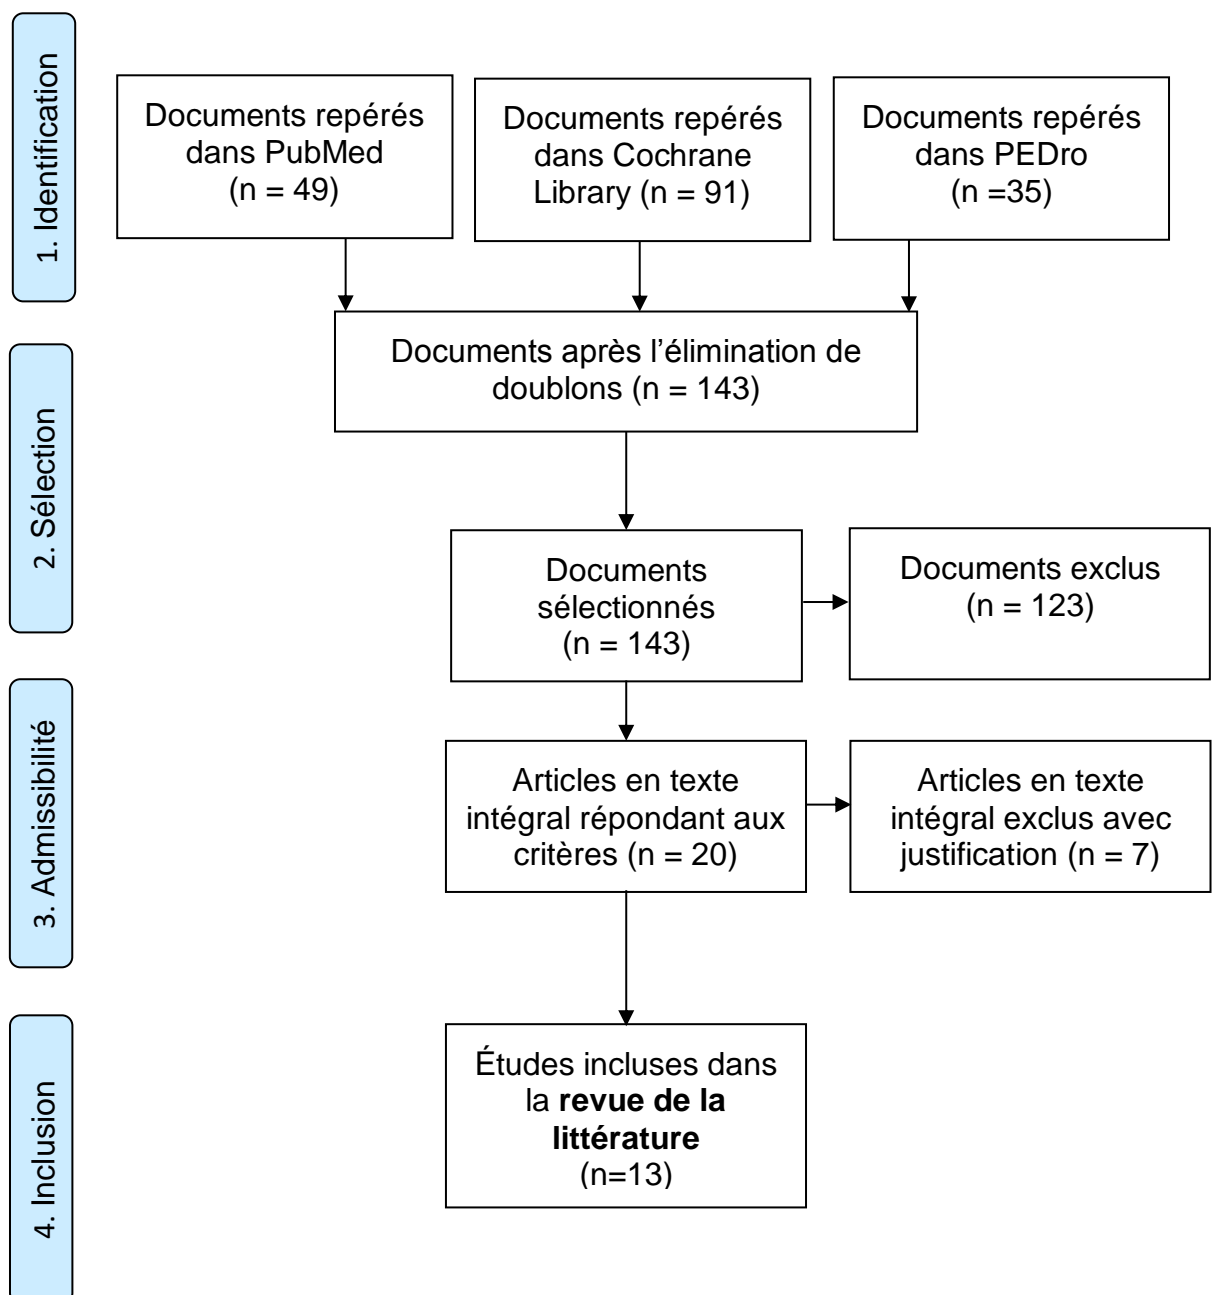 1. Identification
Documents repérés
dans PubMed
(n = 49)
Documents repérés
dans Cochrane
Library (n = 91)
Documents repérés
dans PEDro
(n =35)
Documents après l’élimination de
doublons (n = 143)
2. Sélection
Documents
sélectionnés
(n = 143)
Documents exclus
(n = 123)
3. Admissibilité
Articles en texte
intégral répondant aux
critères (n = 20)
Articles en texte
intégral exclus avec
justification (n = 7)
4. Inclusion
Études incluses dans
la revue de la
littérature
(n=13)